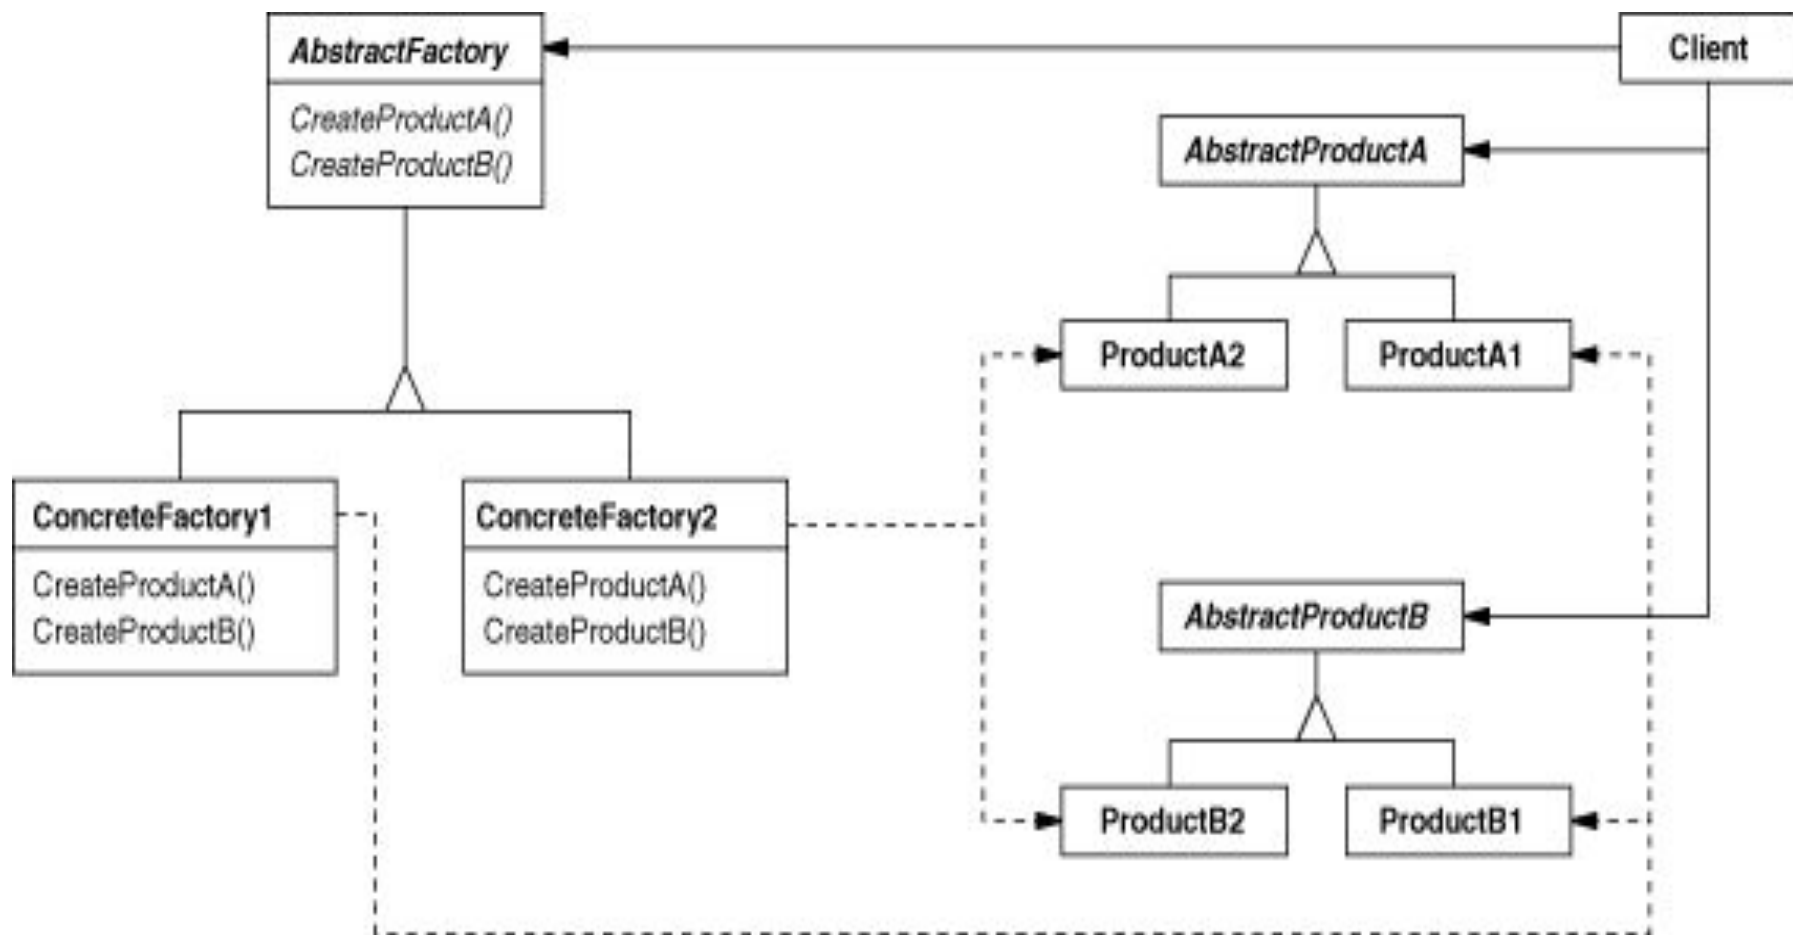 AbstractFactory
CreateProductA()
CreateProductB()
Client
AbstractProductA
ProductA2
ProductA1
ConcreteFactory1
CreateProductA()
CreateProductB()
ConcreteFactory2
CreateProductA()
CreateProductB()
AbstractProductB
ProductB2
ProductB1